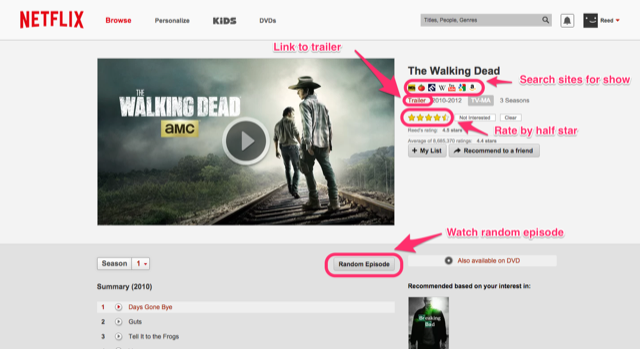 NETFLIX Browse Personalize KIDS DVDs Titles, People, Genres Reed
Link to trailer
The Walking Dead
Search sites for show
Trailer 2010-2012 TV-MA 3 Seasons
Not Interested Clear
Rate by half star
Reed's rating: 4.5 stars
Average of 6,665,370 ratings: 4.4 stars
+ My List Recommend to a friend
THE
WALKING DEAD
amc
Watch random episode
Season 1 Random Episode Also available on DVD
Summary (2010) Recommended based on your interest in:
1 Days Gone Bye
2 Guts
3 Tell It to the Frogs
Breaking
Bad